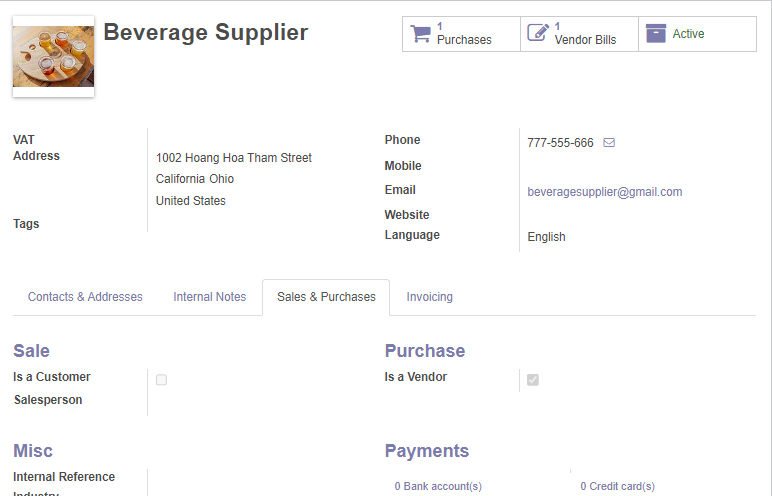 Beverage Supplier
1 Purchases
1 Vendor Bills
Active
VAT
Address
1002 Hoang Hoa Tham Street
California Ohio
United States
Tags
Phone 777-555-666
Mobile
Email beveragesupplier@gmail.com
Website
Language English
Contacts & Addresses Internal Notes Sales & Purchases Invoicing
Sale
Is a Customer
Salesperson
Purchase
Is a Vendor
Misc
Internal Reference
Industry
Payments
0 Bank account(s) 0 Credit card(s)